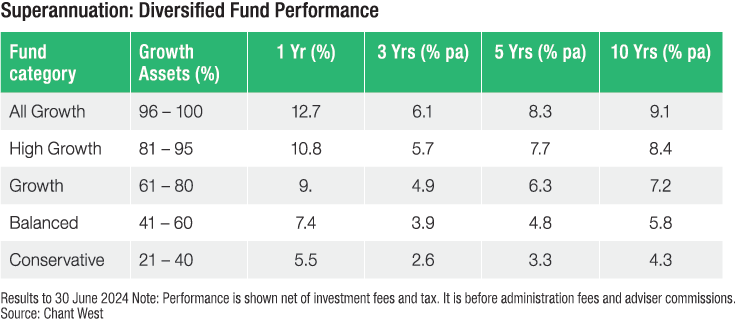 Superannuation: Diversified Fund Performance
Fund category Growth Assets (%) 1 Yr (%) 3 Yrs (% pa) 5 Yrs (% pa) 10 Yrs (% pa)
All Growth 96 – 100 12.7 6.1 8.3 9.1
High Growth 81 – 95 10.8 5.7 7.7 8.4
Growth 61 – 80 9. 4.9 6.3 7.2
Balanced 41 – 60 7.4 3.9 4.8 5.8
Conservative 21 – 40 5.5 2.6 3.3 4.3
Results to 30 June 2024 Note: Performance is shown net of investment fees and tax. It is before administration fees and adviser commissions.
Source: Chant West